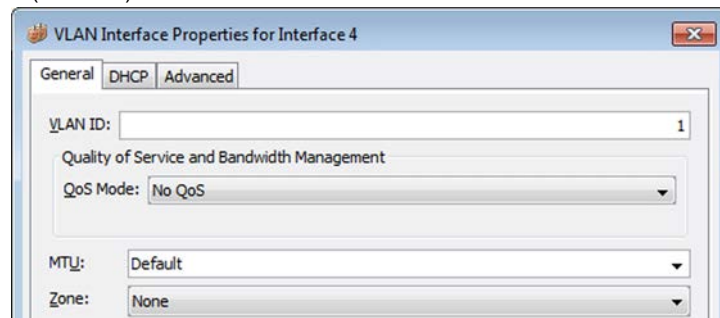 VLAN Interface Properties for Interface 4
General DHCP Advanced
VLAN ID: 1
Quality of Service and Bandwidth Management
QoS Mode: No QoS
MTU: Default
Zone: None